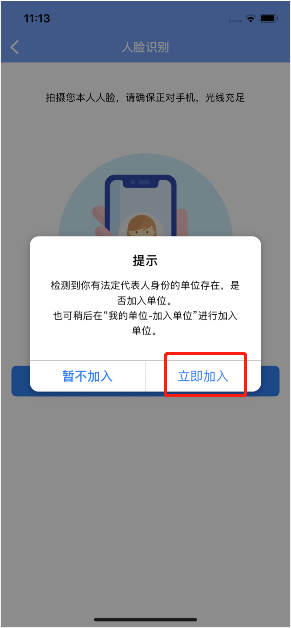 11:13
人脸识别
拍摄您本人人脸，请确保正对手机，光线充足
提示
检测到你有法定代表人身份的单位存在，是
否加入单位。
也可稍后在“我的单位-加入单位”进行加入
单位。
暂不加入
立即加入